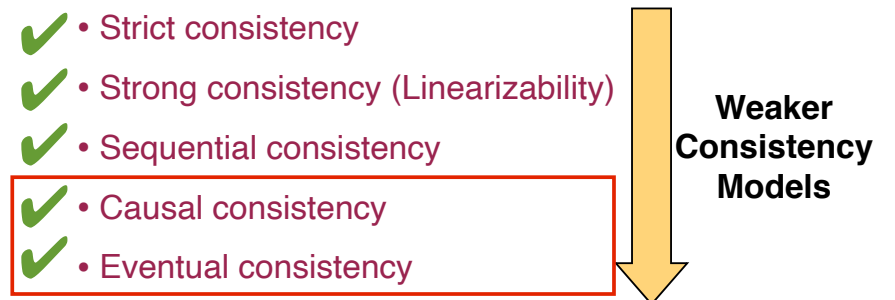 • Strict consistency
• Strong consistency (Linearizability)
• Sequential consistency
• Causal consistency
• Eventual consistency
Weaker
Consistency
Models